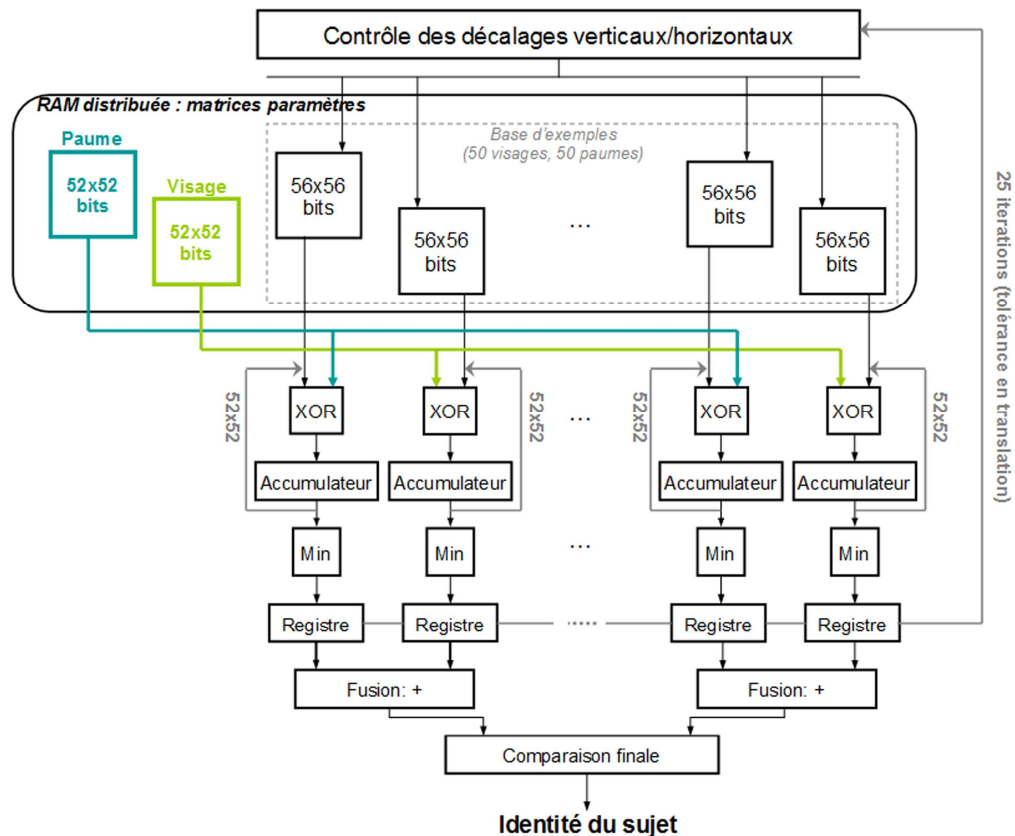 Contrôle des décalages verticaux/horizontaux
RAM distribuée : matrices paramètres
Base d'exemples
(50 visages, 50 paumes)
Paume
52x52
bits
Visage
52x52
bits
56x56
bits
56x56
bits
...
56x56
bits
56x56
bits
25 iterations (tolérance en translation)
52x52
XOR
XOR
52x52
...
52x52
XOR
XOR
52x52
Accumulateur
Accumulateur
Accumulateur
Accumulateur
Min
Min
...
Min
Min
Registre
Registre
.....
Registre
Registre
Fusion: +
Fusion: +
Comparaison finale
Identité du sujet